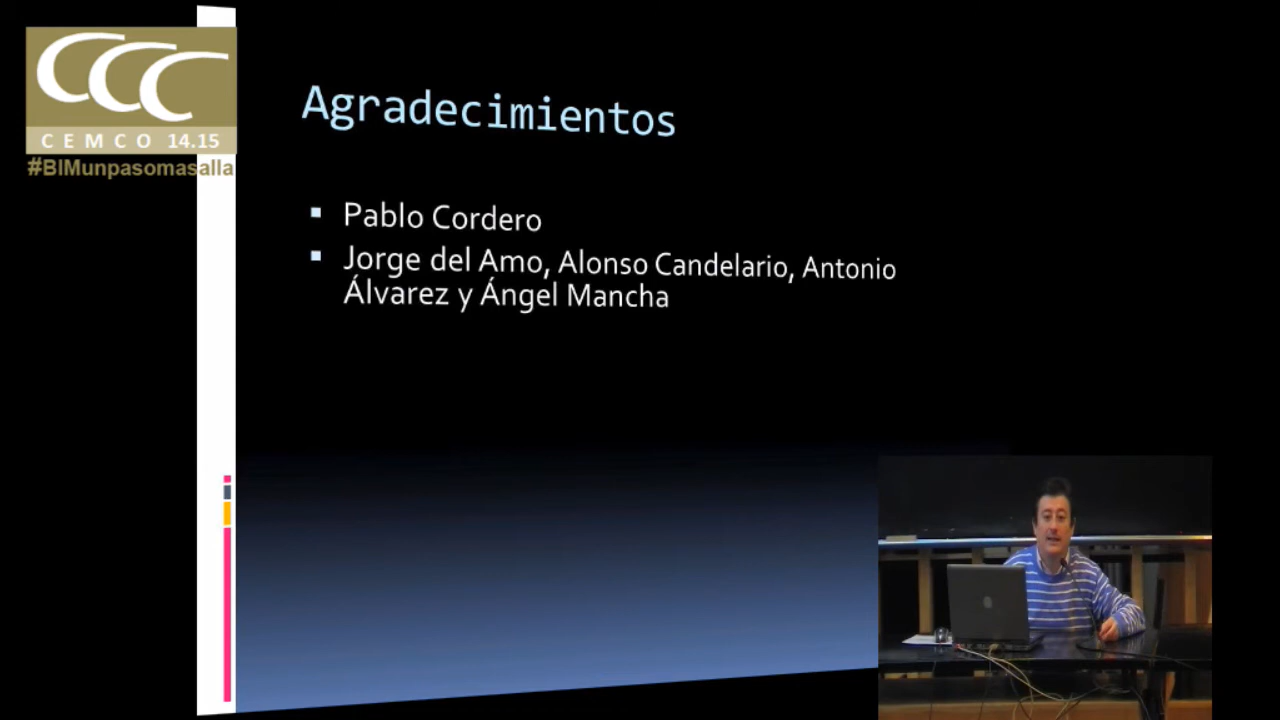 CCC
CEMCO 14.15
#BIMunpasomasalla
Agradecimientos
Pablo Cordero
Jorge del Amo, Alonso Candelario, Antonio
Álvarez y Ángel Mancha